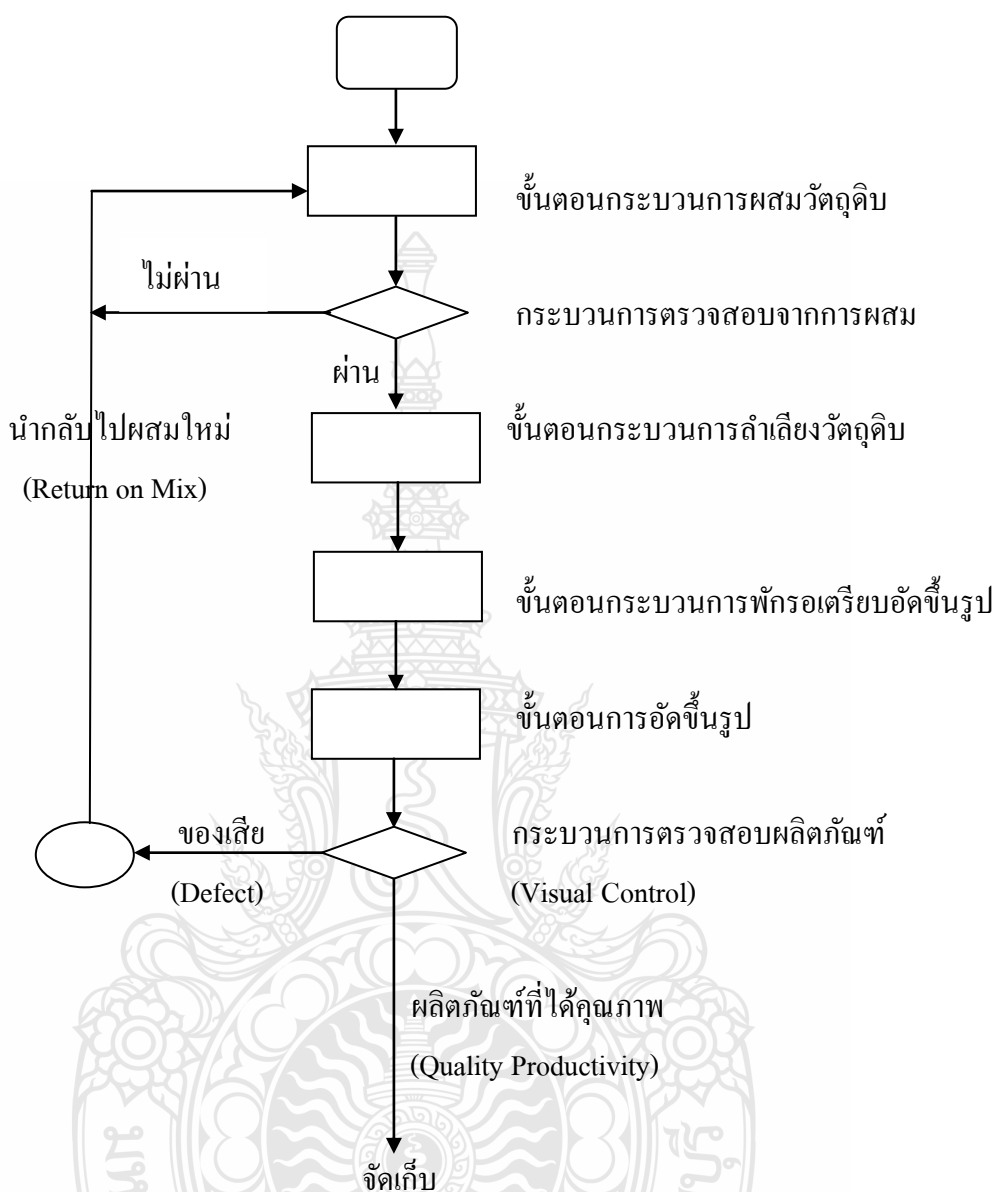 ขั้นตอนกระบวนการผสมวัตถุดิบ
ไม่ผ่าน
กระบวนการตรวจสอบจากการผสม
ผ่าน
นำกลับไปผสมใหม่
(Return on Mix)
ขั้นตอนกระบวนการลำเลียงวัตถุดิบ
ขั้นตอนกระบวนการพักรอเตรียบอัดขึ้นรูป
ขั้นตอนการอัดขึ้นรูป
ของเสีย
(Defect)
กระบวนการตรวจสอบผลิตภัณฑ์
(Visual Control)
ผลิตภัณฑ์ที่ได้คุณภาพ
(Quality Productivity)
จัดเก็บ